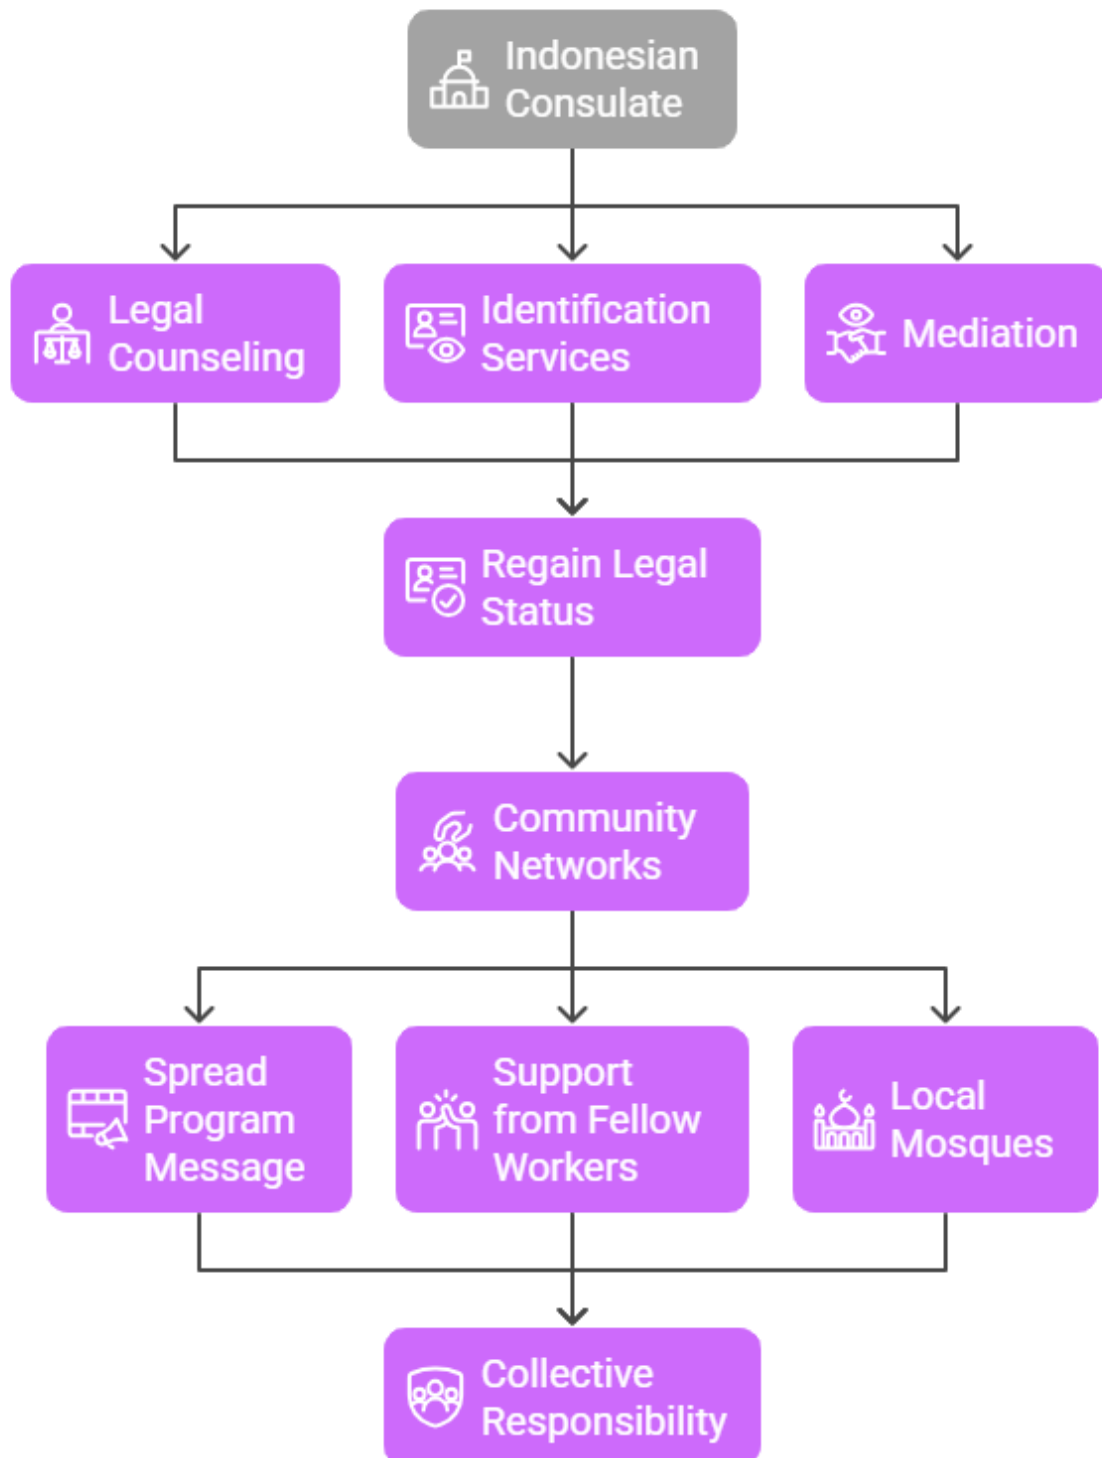 Indonesian
Consulate
Legal
Counseling
Identification
Services
Mediation
Regain Legal
Status
Community
Networks
Spread
Program
Message
Support
from Fellow
Workers
Local
Mosques
Collective
Responsibility